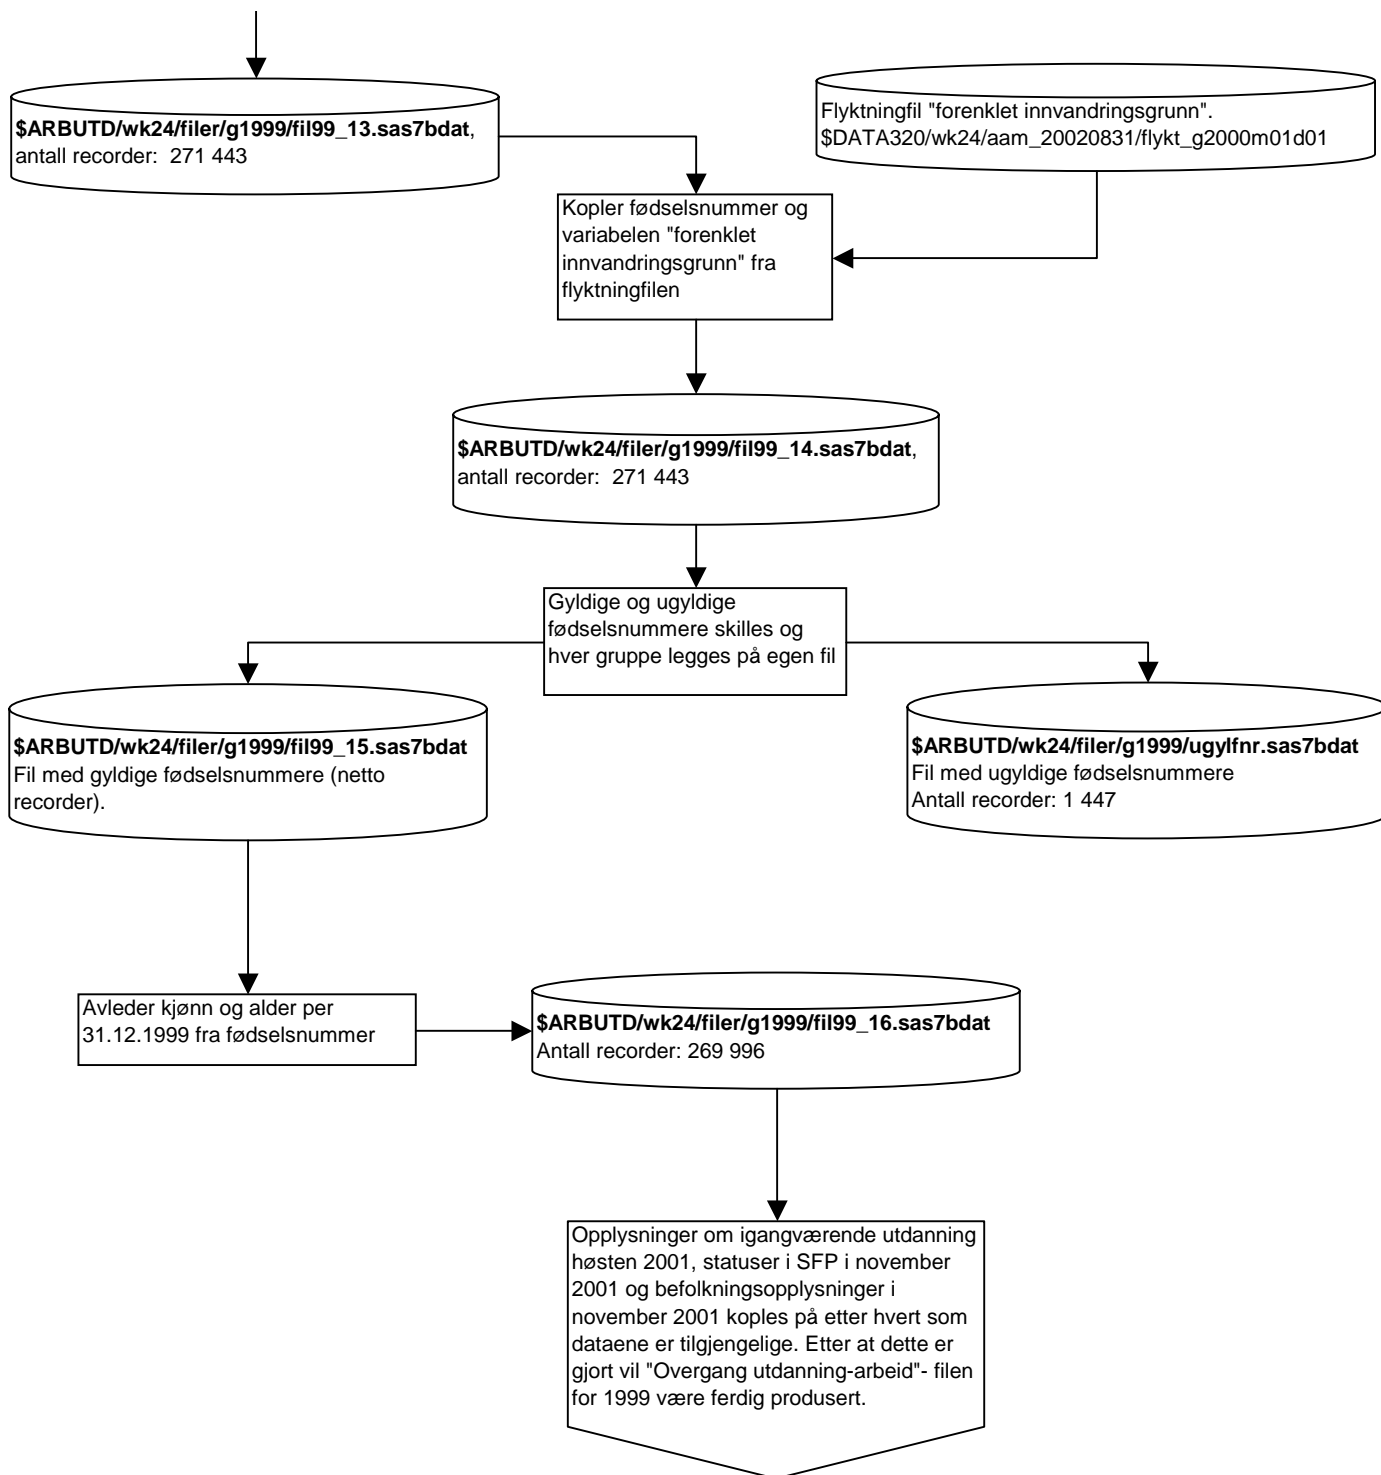 $ARBUTD/wk24/filer/g1999/fil99_13.sas7bdat,
antall recorder:  271 443
Flyktningfil "forenklet innvandringsgrunn".
$DATA320/wk24/aam_20020831/flykt_g2000m01d01
Kopler fødselsnummer og
variabelen "forenklet
innvandringsgrunn" fra
flyktningfilen
$ARBUTD/wk24/filer/g1999/fil99_14.sas7bdat,
antall recorder:  271 443
Gyldige og ugyldige
fødselsnummere skilles og
hver gruppe legges på egen fil
$ARBUTD/wk24/filer/g1999/fil99_15.sas7bdat
Fil med gyldige fødselsnummere (netto
recorder).
$ARBUTD/wk24/filer/g1999/ugylfnr.sas7bdat
Fil med ugyldige fødselsnummere
Antall recorder: 1 447
Avleder kjønn og alder per
31.12.1999 fra fødselsnummer
$ARBUTD/wk24/filer/g1999/fil99_16.sas7bdat
Antall recorder: 269 996
Opplysninger om igangværende utdanning
høsten 2001, statuser i SFP i november
2001 og befolkningsopplysninger i
november 2001 koples på etter hvert som
dataene er tilgjengelige. Etter at dette er
gjort vil "Overgang utdanning-arbeid"- filen
for 1999 være ferdig produsert.